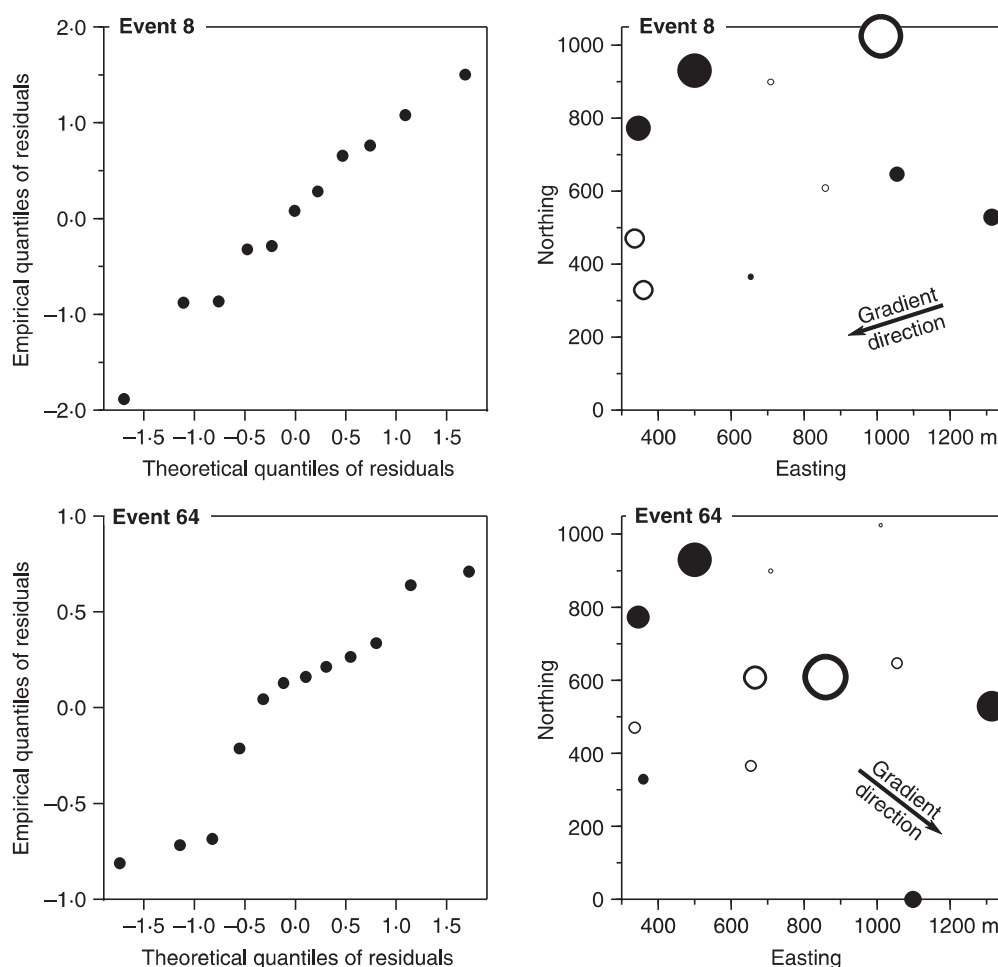 Event 8
2·0
1·0
0·0
–1·0
–2·0
–1·5 –1·0 –0·5 0·0 0·5 1·0 1·5
Theoretical quantiles of residuals
Empirical quantiles of residuals
Event 8
1000
800
600
400
200
0
400 600 800 1000 1200 m
Easting
Northing
Gradient
direction
Event 64
1·0
0·5
0·0
–0·5
–1·0
–1·5 –1·0 –0·5 0·0 0·5 1·0 1·5
Theoretical quantiles of residuals
Empirical quantiles of residuals
Event 64
1000
800
600
400
200
0
400 600 800 1000 1200 m
Easting
Northing
Gradient
direction